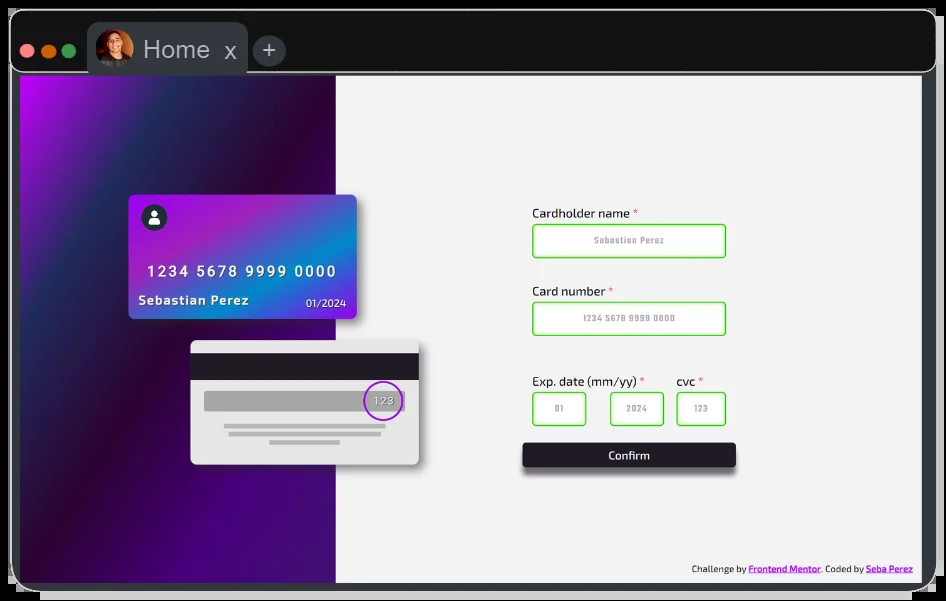 Home x +
1234 5678 9999 0000
Sebastian Perez 01/2024
123
Cardholder name *
Sebastian Perez
Card number *
1234 5678 9999 0000
Exp. date (mm/yy) * cvc *
01 2024 123
Confirm
Challenge by Frontend Mentor. Coded by Seba Perez